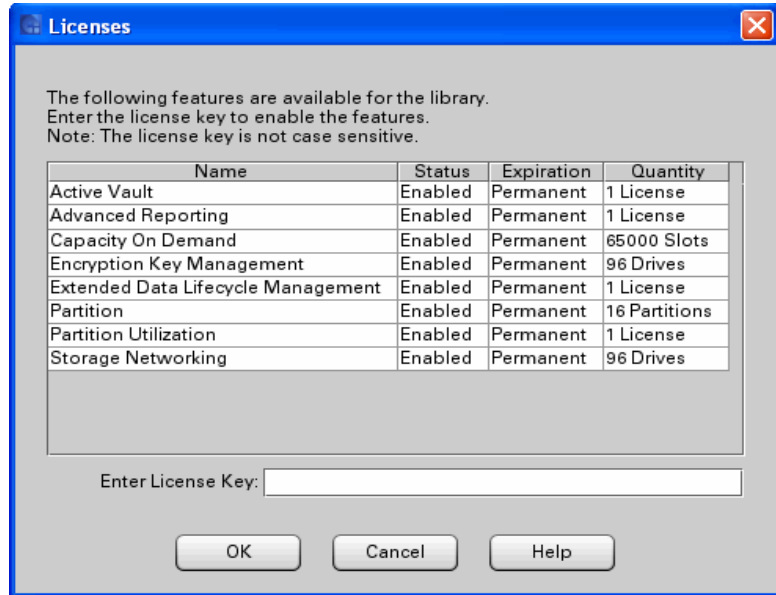 Licenses
The following features are available for the library.
Enter the license key to enable the features.
Note: The license key is not case sensitive.
Name Status Expiration Quantity
Active Vault Enabled Permanent 1 License
Advanced Reporting Enabled Permanent 1 License
Capacity On Demand Enabled Permanent 65000 Slots
Encryption Key Management Enabled Permanent 96 Drives
Extended Data Lifecycle Management Enabled Permanent 1 License
Partition Enabled Permanent 16 Partitions
Partition Utilization Enabled Permanent 1 License
Storage Networking Enabled Permanent 96 Drives
Enter License Key:
OK Cancel Help